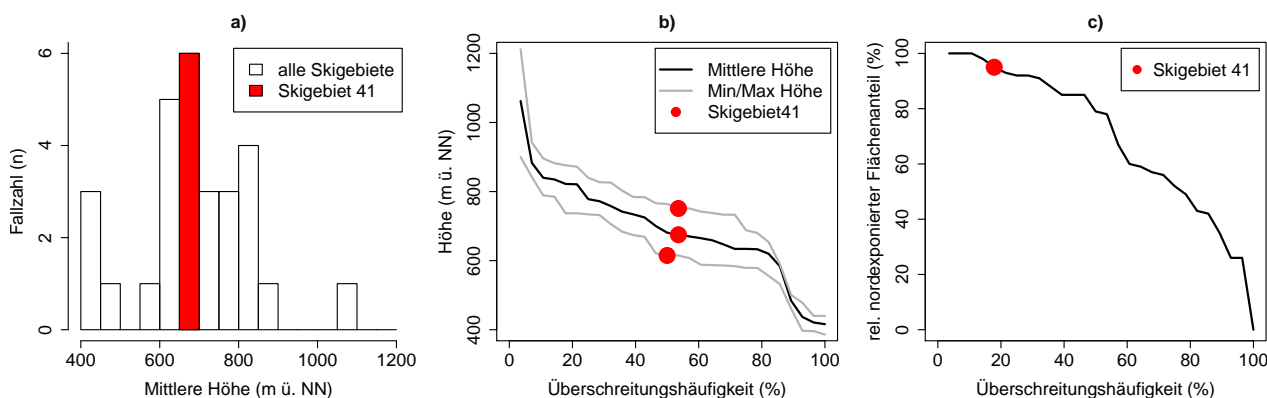 a)
alle Skigebiete
Skigebiet 41
Fallzahl (n)
6
4
2
0
400
600
800
1000
1200
Mittlere Höhe (m ü. NN)
b)
Mittlere Höhe
Min/Max Höhe
Skigebiet41
Höhe (m ü. NN)
1200
1000
800
600
400
0
20
40
60
80
100
Überschreitungshäufigkeit (%)
c)
Skigebiet 41
rel. nordexponierter Flächenanteil (%)
100
80
60
40
20
0
0
20
40
60
80
100
Überschreitungshäufigkeit (%)